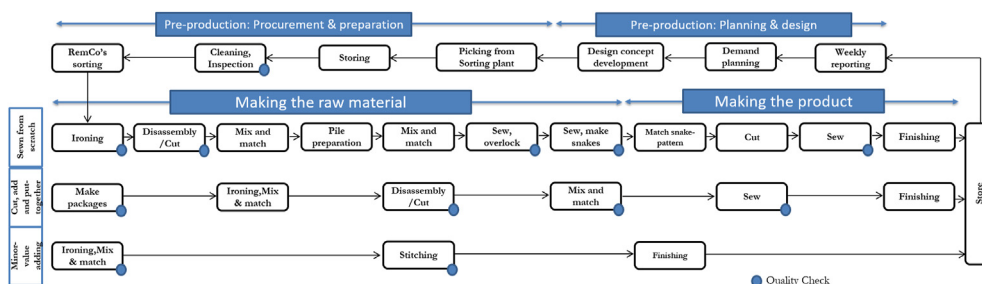 Pre-production: Procurement & preparation
Pre-production: Planning & design
RemCo's
sorting
Cleaning,
Inspection
Storing
Picking from
Sorting plant
Design concept
development
Demand
planning
Weekly
reporting
Making the raw material
Making the product
Sewn from
scratch
Ironing
Disassembly
/Cut
Mix and
match
Pile
preparation
Mix and
match
Sew,
overlock
Sew, make
snakes
Match snake-
pattern
Cut
Sew
Finishing
Store
Cut, add
and put-
together
Make
packages
Ironing,Mix
& match
Disassembly
/Cut
Mix and
match
Sew
Finishing
Minor-
value
adding
Ironing,Mix
& match
Stitching
Finishing
Quality Check